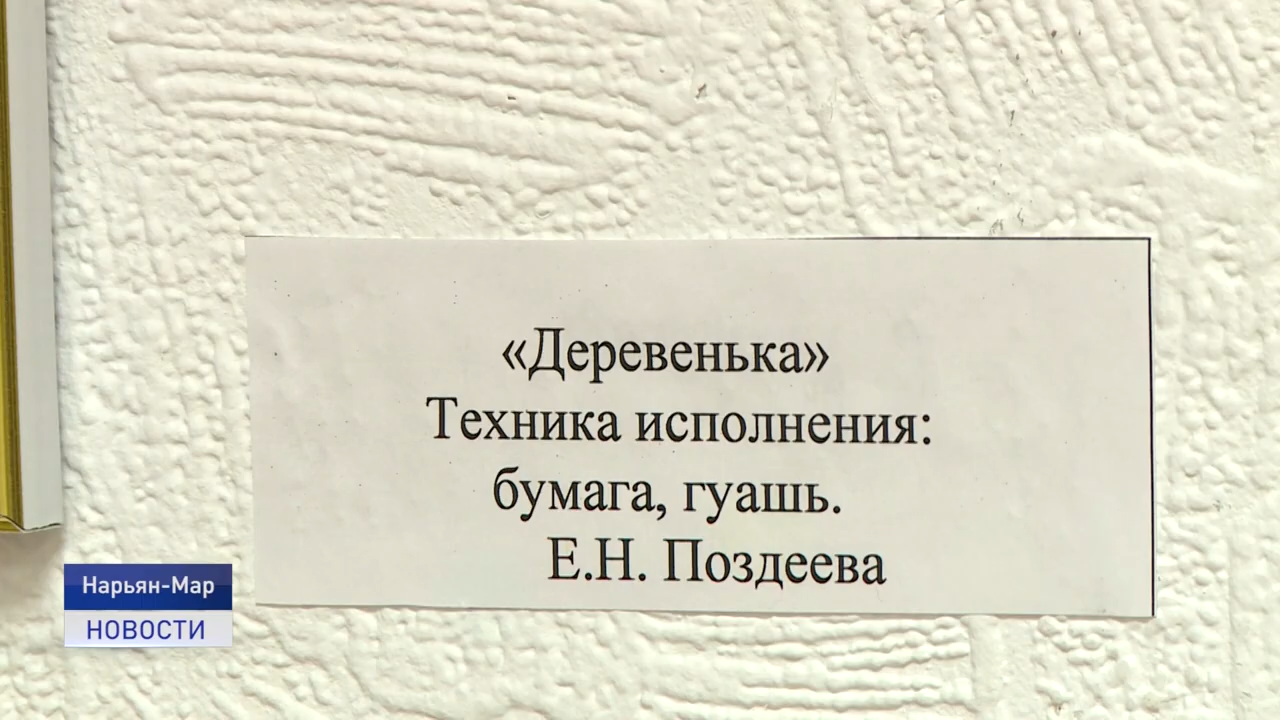 «Деревенька»
Техника исполнения:
бумага, гуашь.
Е.Н. Поздеева
Нарьян-Мар
НОВОСТИ